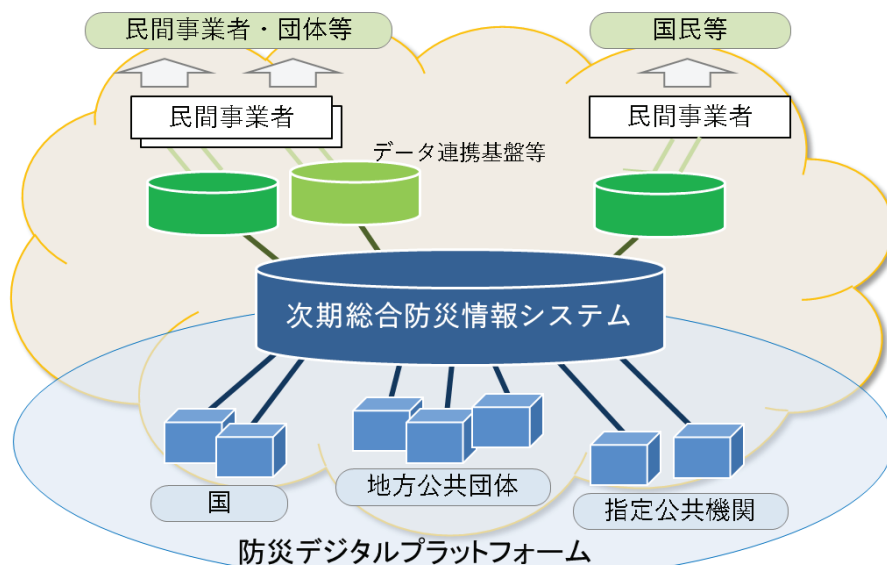 民間事業者・団体等
国民等
民間事業者
民間事業者
データ連携基盤等
次期総合防災情報システム
国
地方公共団体
指定公共機関
防災デジタルプラットフォーム